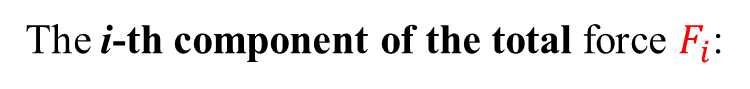 The i-th component of the total force Fᵢ: